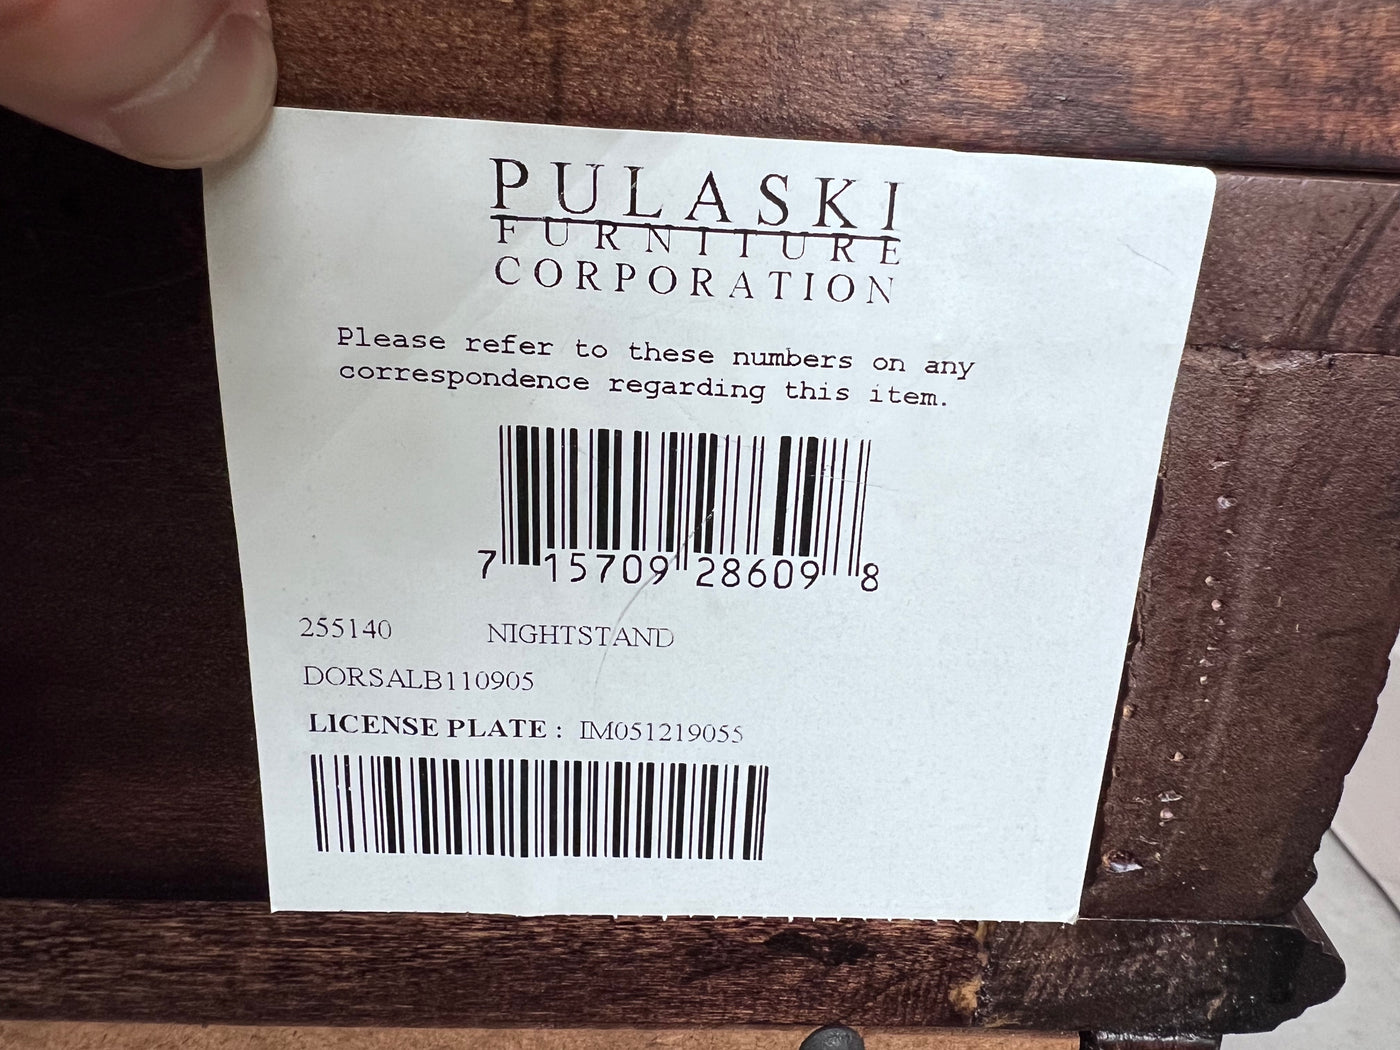 PULASKI
FURNITURE
CORPORATION
Please refer to these numbers on any
correspondence regarding this item.
7 15709 28609 8
255140 NIGHTSTAND
DORSALB110905
LICENSE PLATE : IM051219055